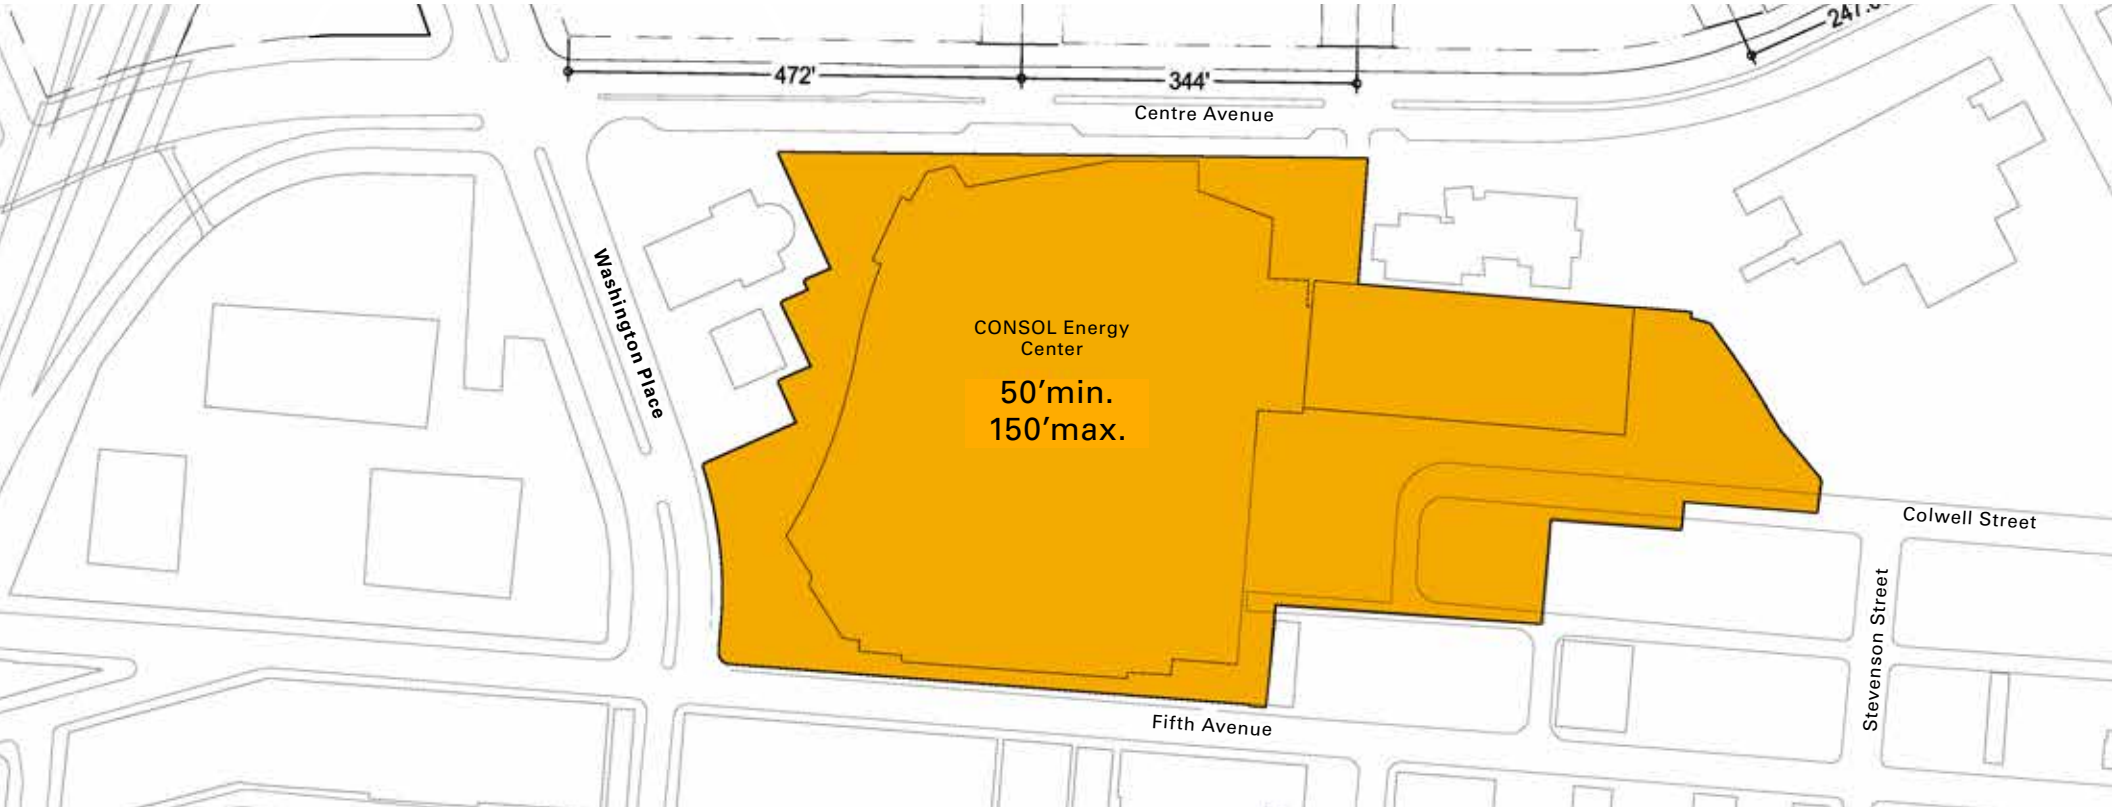 472'
344'
Centre Avenue
Washington Place
CONSOL Energy
Center
50'min.
150'max.
Colwell Street
Stevenson Street
Fifth Avenue